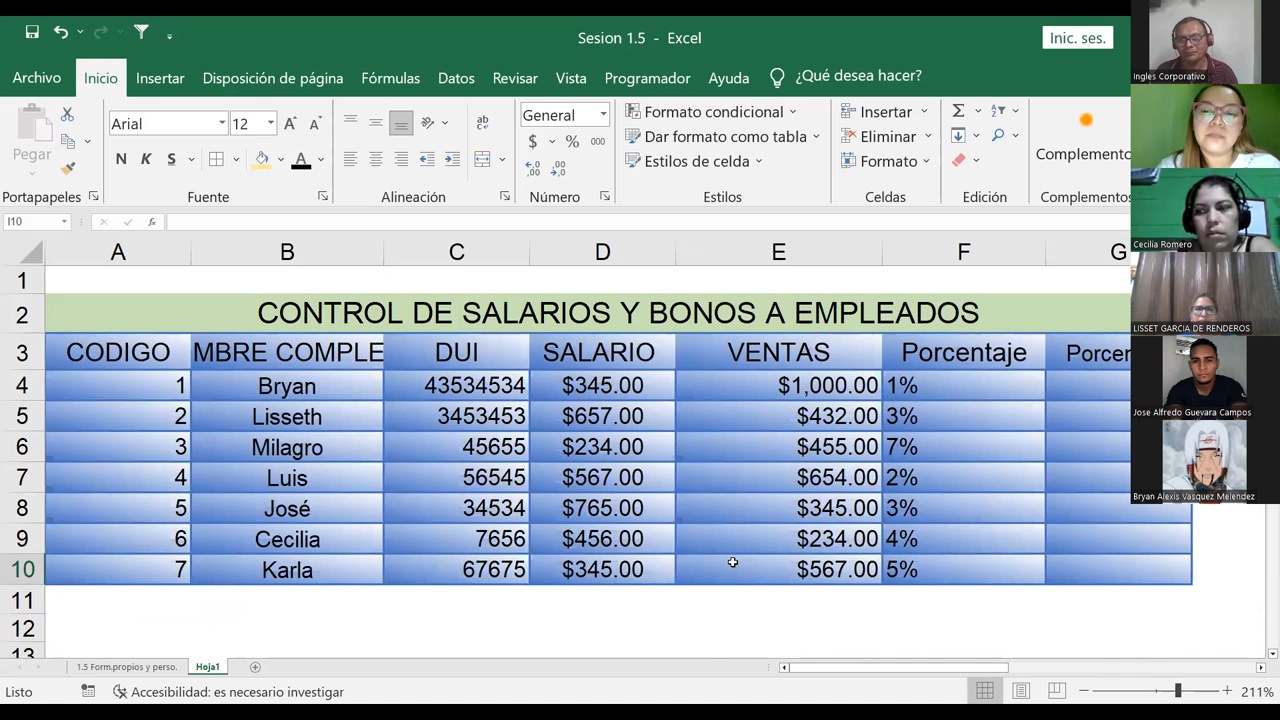 Sesion 1.5 - Excel
Inic. ses.
Archivo Inicio Insertar Disposición de página Fórmulas Datos Revisar Vista Programador Ayuda ¿Qué desea hacer?
Pegar
Arial 12
N K S A
General
$ % 000
Formato condicional
Dar formato como tabla
Estilos de celda
Insertar
Eliminar
Formato
Complemento
Portapapeles Fuente Alineación Número Estilos Celdas Edición Complementos
I10 fx
A B C D E F G
1
2 CONTROL DE SALARIOS Y BONOS A EMPLEADOS
3 CODIGO MBRE COMPLE DUI SALARIO VENTAS Porcentaje Porcen
4 1 Bryan 43534534 $345.00 $1,000.00 1%
5 2 Lisseth 3453453 $657.00 $432.00 3%
6 3 Milagro 45655 $234.00 $455.00 7%
7 4 Luis 56545 $567.00 $654.00 2%
8 5 José 34534 $765.00 $345.00 3%
9 6 Cecilia 7656 $456.00 $234.00 4%
10 7 Karla 67675 $345.00 $567.00 5%
11
12
13
1.5 Form.propios y perso. Hoja1
Listo Accesibilidad: es necesario investigar 211%
Ingles Corporativo
Cecilia Romero
LISSET GARCIA DE RENDEROS
Jose Alfredo Guevara Campos
Bryan Alexis Vasquez Melendez